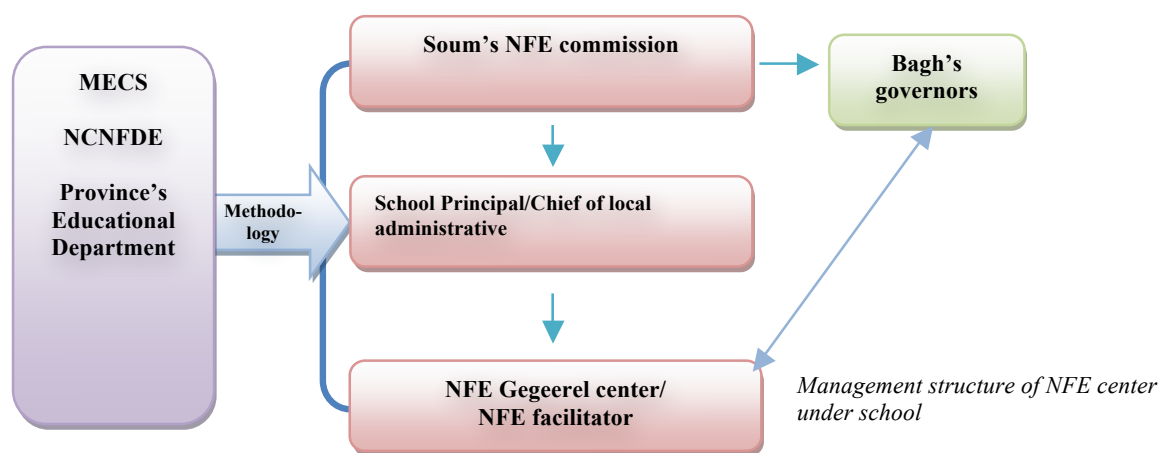 MECS
NCNFDE
Province's
Educational
Department
Methodo-
logy
Soum's NFE commission
School Principal/Chief of local
administrative
NFE Gegeerel center/
NFE facilitator
Bagh's
governors
Management structure of NFE center
under school